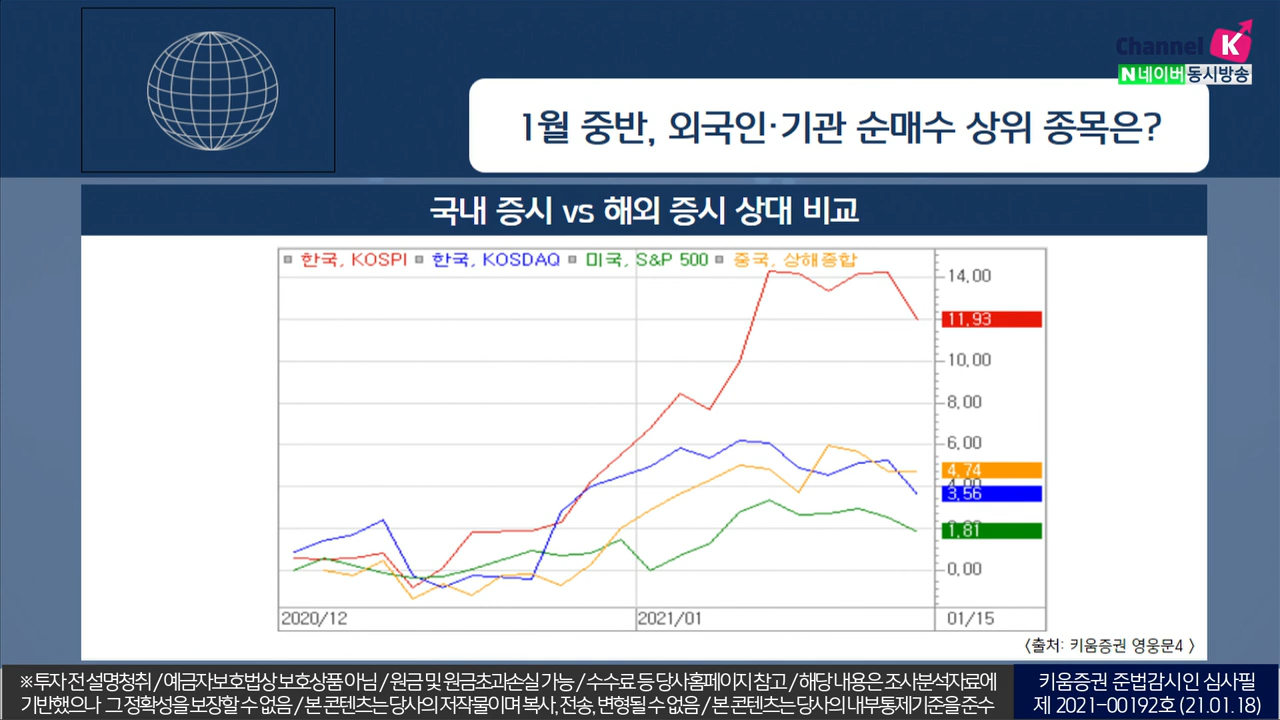 Channel K
N네이버동시방송
1월 중반, 외국인·기관 순매수 상위 종목은?
국내 증시 vs 해외 증시 상대 비교
한국, KOSPI 한국, KOSDAQ 미국, S&P 500 중국, 상해종합
14,00
11,93
10,00
8,00
6,00
4,74
4,00
3,56
2,00
1,81
0,00
2020/12 2021/01 01/15
〈출처: 키움증권 영웅문4 〉
※투자 전 설명청취 / 예금자보호법상 보호상품 아님 / 원금 및 원금초과손실 가능 / 수수료 등 당사홈페이지 참고 / 해당 내용은 조사분석자료에
기반했으나 그 정확성을 보장할 수 없음 / 본 콘텐츠는 당사의 저작물이며 복사, 전송, 변형될 수 없음 / 본 콘텐츠는 당사의 내부통제기준을 준수
키움증권 준법감시인 심사필
제 2021-00192호 (21.01.18)